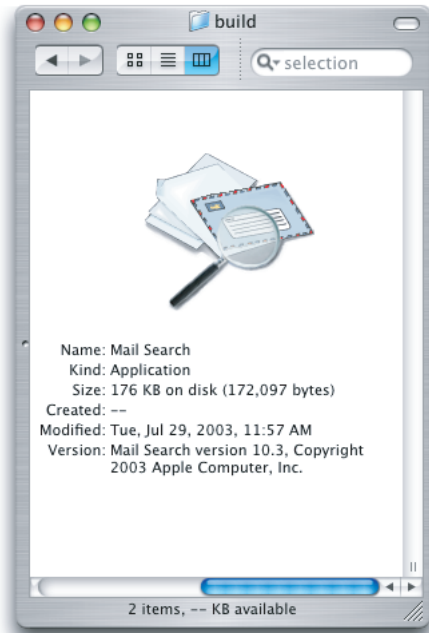 build
selection
Name: Mail Search
Kind: Application
Size: 176 KB on disk (172,097 bytes)
Created: --
Modified: Tue, Jul 29, 2003, 11:57 AM
Version: Mail Search version 10.3, Copyright
2003 Apple Computer, Inc.
2 items, -- KB available